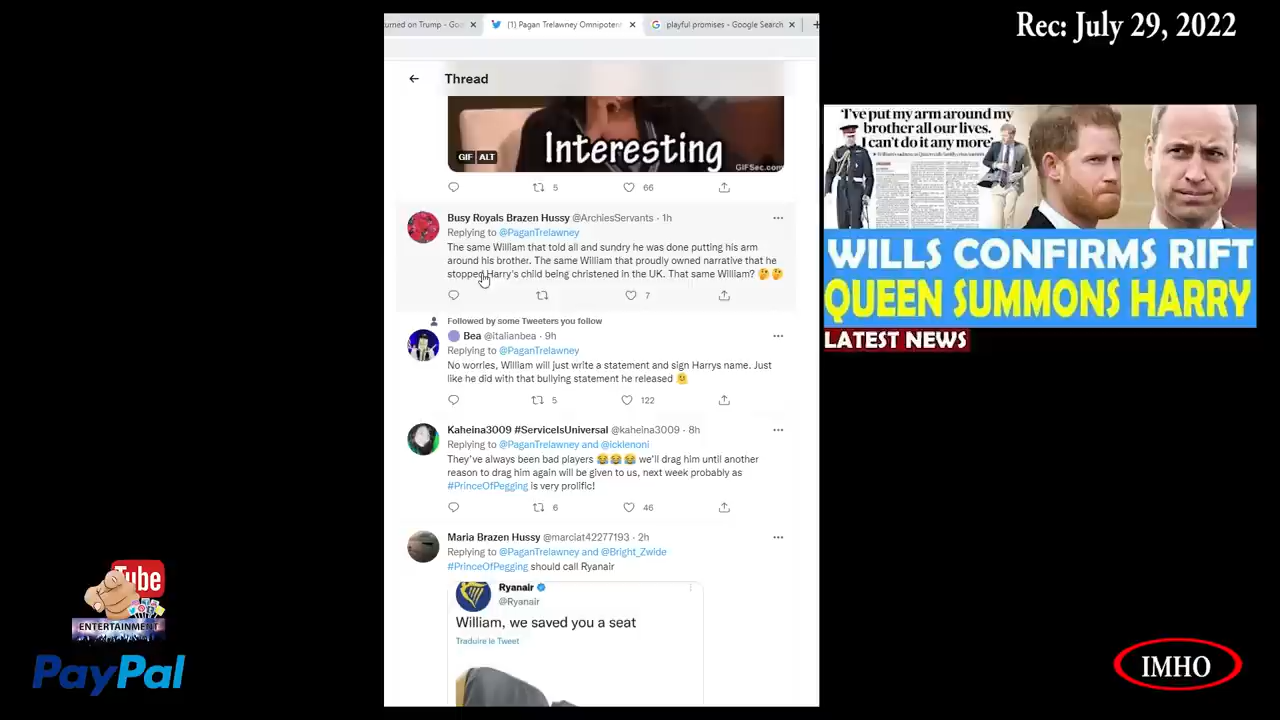 Rec: July 29, 2022
urned on Trump - Goo
(1) Pagan Trelawney Omnipoten
playful promises - Google Search
Thread
Interesting
GIF ALT
GIFSec.com
5 66
Busy Royals Brazen Hussy @ArchiesServants · 1h
Replying to @PaganTrelawney
The same William that told all and sundry he was done putting his arm
around his brother. The same William that proudly owned narrative that he
stopped Harry's child being christened in the UK. That same William? 🤔 🤔
7
Followed by some Tweeters you follow
Bea @italianbea · 9h
Replying to @PaganTrelawney
No worries, William will just write a statement and sign Harrys name. Just
like he did with that bullying statement he released
5 122
Kaheina3009 #ServiceIsUniversal @kaheina3009 · 8h
Replying to @PaganTrelawney and @icklenoni
They've always been bad players 😂😂😂 we'll drag him until another
reason to drag him again will be given to us, next week probably as
#PrinceOfPegging is very prolific!
6 46
Maria Brazen Hussy @marciat42277193 · 2h
Replying to @PaganTrelawney and @Bright_Zwide
#PrinceOfPegging should call Ryanair
Ryanair
@Ryanair
William, we saved you a seat
Traduire le Tweet
'I've put my arm around my
brother all our lives.
I can't do it any more'
WILLS CONFIRMS RIFT
QUEEN SUMMONS HARRY
LATEST NEWS
Tube
ENTERTAINMENT
PayPal
IMHO